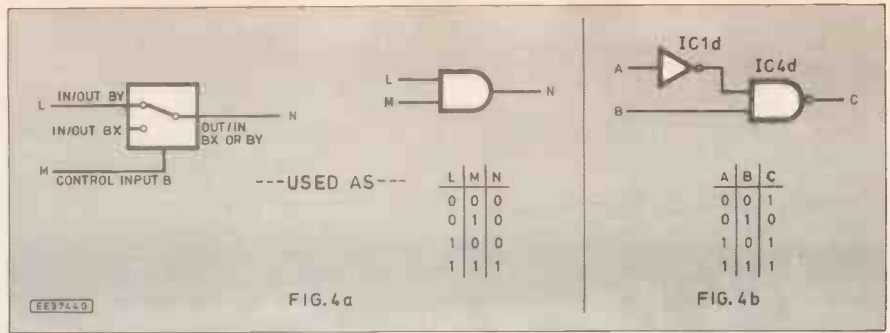 L
IN/OUT BY
IN/OUT BX
N
OUT/IN
BX OR BY
M
CONTROL INPUT B
---USED AS---
L
M
N
L M N
0 0 0
0 1 0
1 0 0
1 1 1
FIG.4a
EE3744G
IC1d
IC4d
A
B
C
A B C
0 0 1
0 1 0
1 0 1
1 1 1
FIG.4b